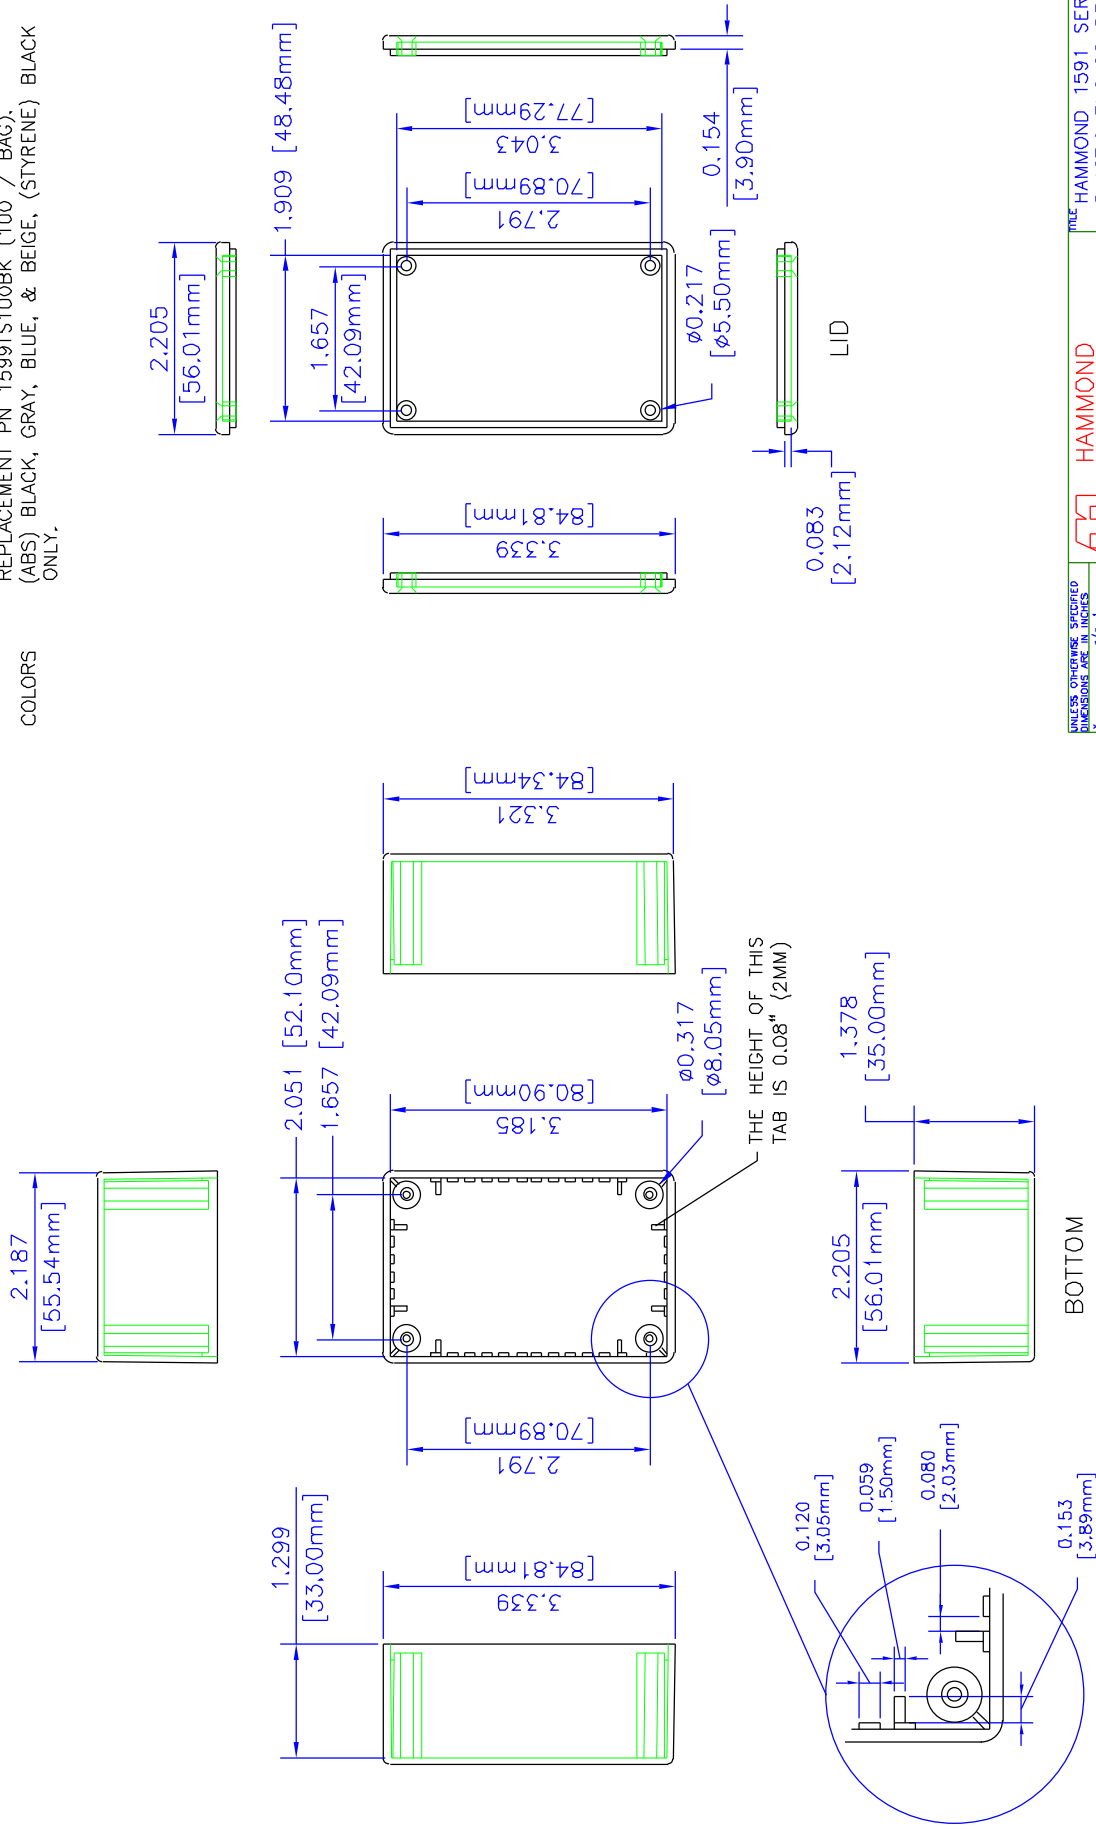 REPLACEMENT PN 1599TS100BK (100 / BAG).
COLORS
(ABS) BLACK, GRAY, BLUE, & BEIGE, (STYRENE) BLACK
ONLY.
2.187
[55.54mm]
2.205
[56.01mm]
1.299
[33.00mm]
2.051 [52.10mm]
1.657 [42.09mm]
1.909 [48.48mm]
1.657
[42.09mm]
3.339
[84.81mm]
2.791
[70.89mm]
3.185
[80.90mm]
3.321
[84.34mm]
3.339
[84.81mm]
2.791
[70.89mm]
3.043
[77.29mm]
ø0.317
[ø8.05mm]
THE HEIGHT OF THIS
TAB IS 0.08" (2MM)
ø0.217
[ø5.50mm]
0.154
[3.90mm]
0.120
[3.05mm]
0.059
[1.50mm]
0.080
[2.03mm]
0.153
[3.89mm]
2.205
[56.01mm]
1.378
[35.00mm]
0.083
[2.12mm]
BOTTOM
LID
UNLESS OTHERWISE SPECIFIED
DIMENSIONS ARE IN INCHES
HAMMOND
TITLE
HAMMOND 1591 SER